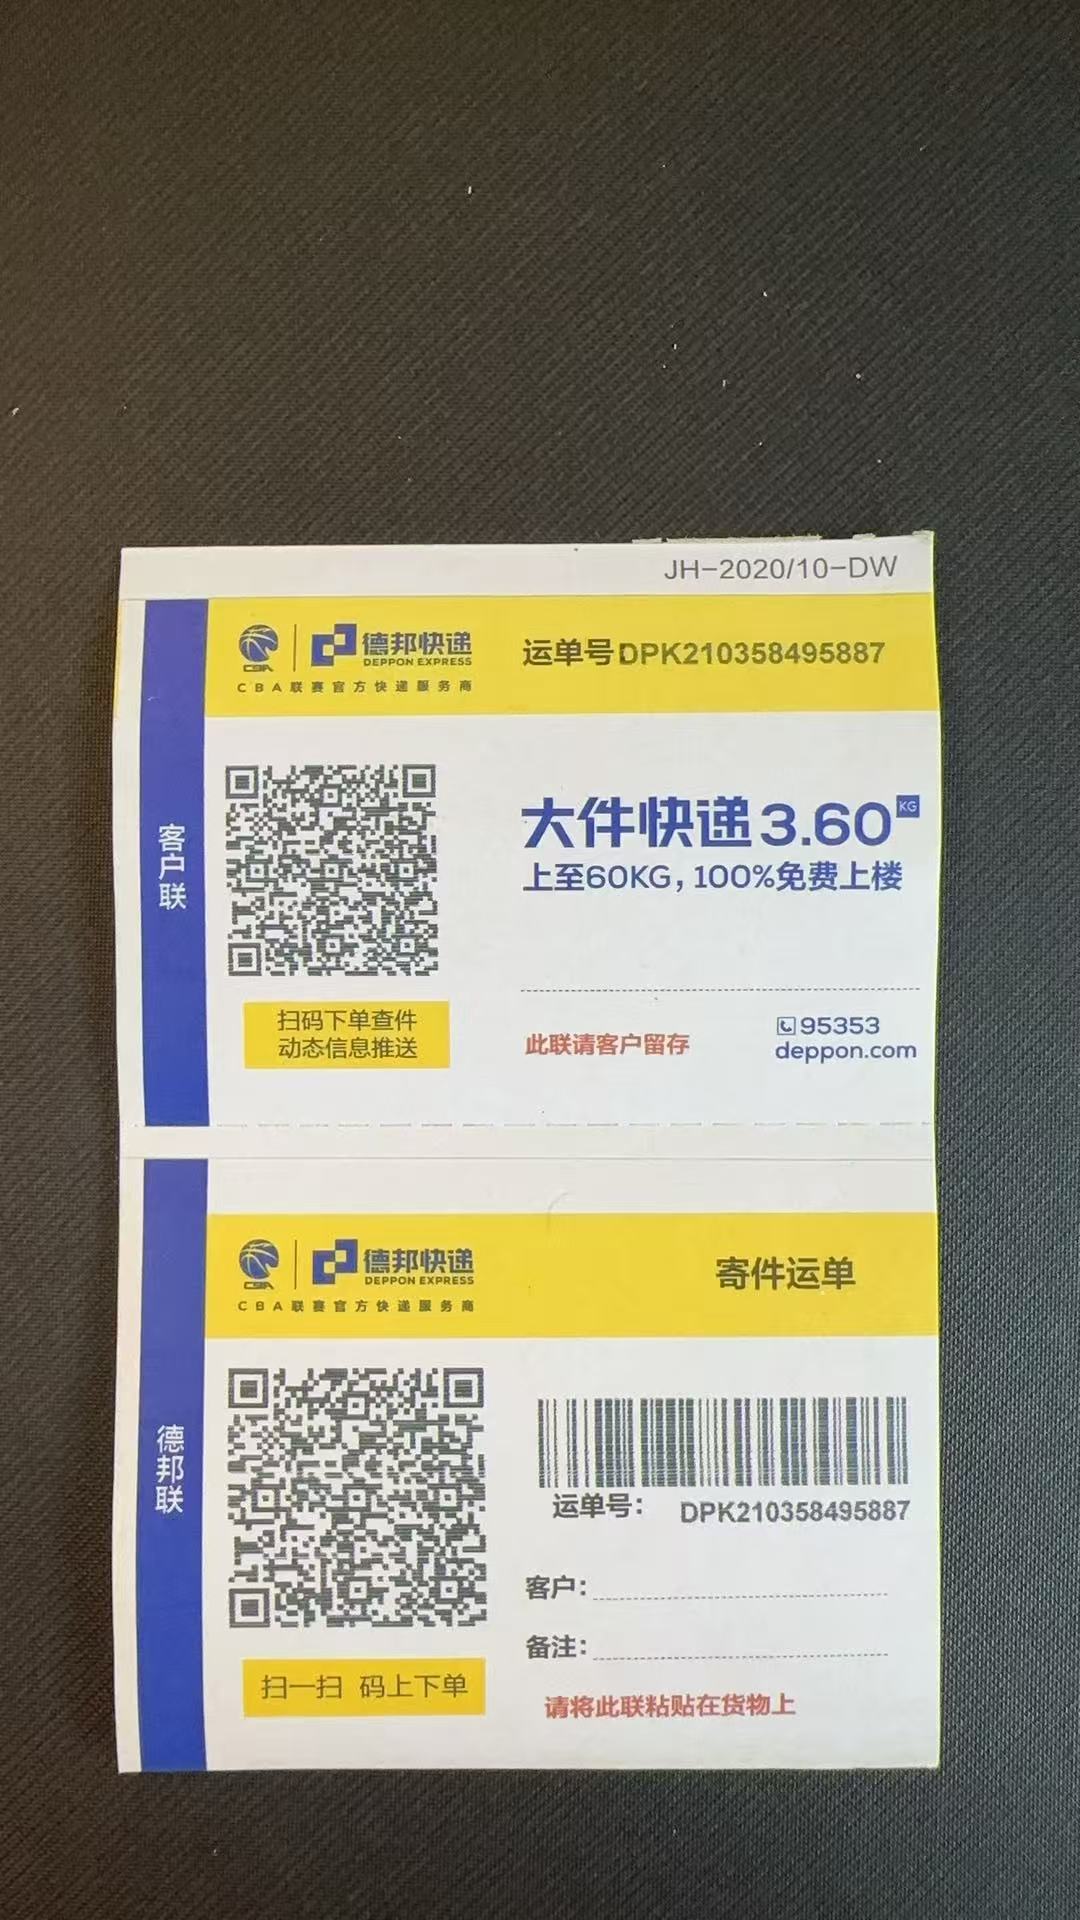 JH-2020/10-DW
CBA 德邦快递
DEPPON EXPRESS
CBA联赛官方快递服务商
运单号DPK210358495887
客户联
大件快递3.60KG
上至60KG，100%免费上楼
扫码下单查件
动态信息推送
此联请客户留存
95353
deppon.com
CBA 德邦快递
DEPPON EXPRESS
CBA联赛官方快递服务商
寄件运单
德邦联
运单号： DPK210358495887
客户：
备注：
扫一扫 码上下单
请将此联粘贴在货物上